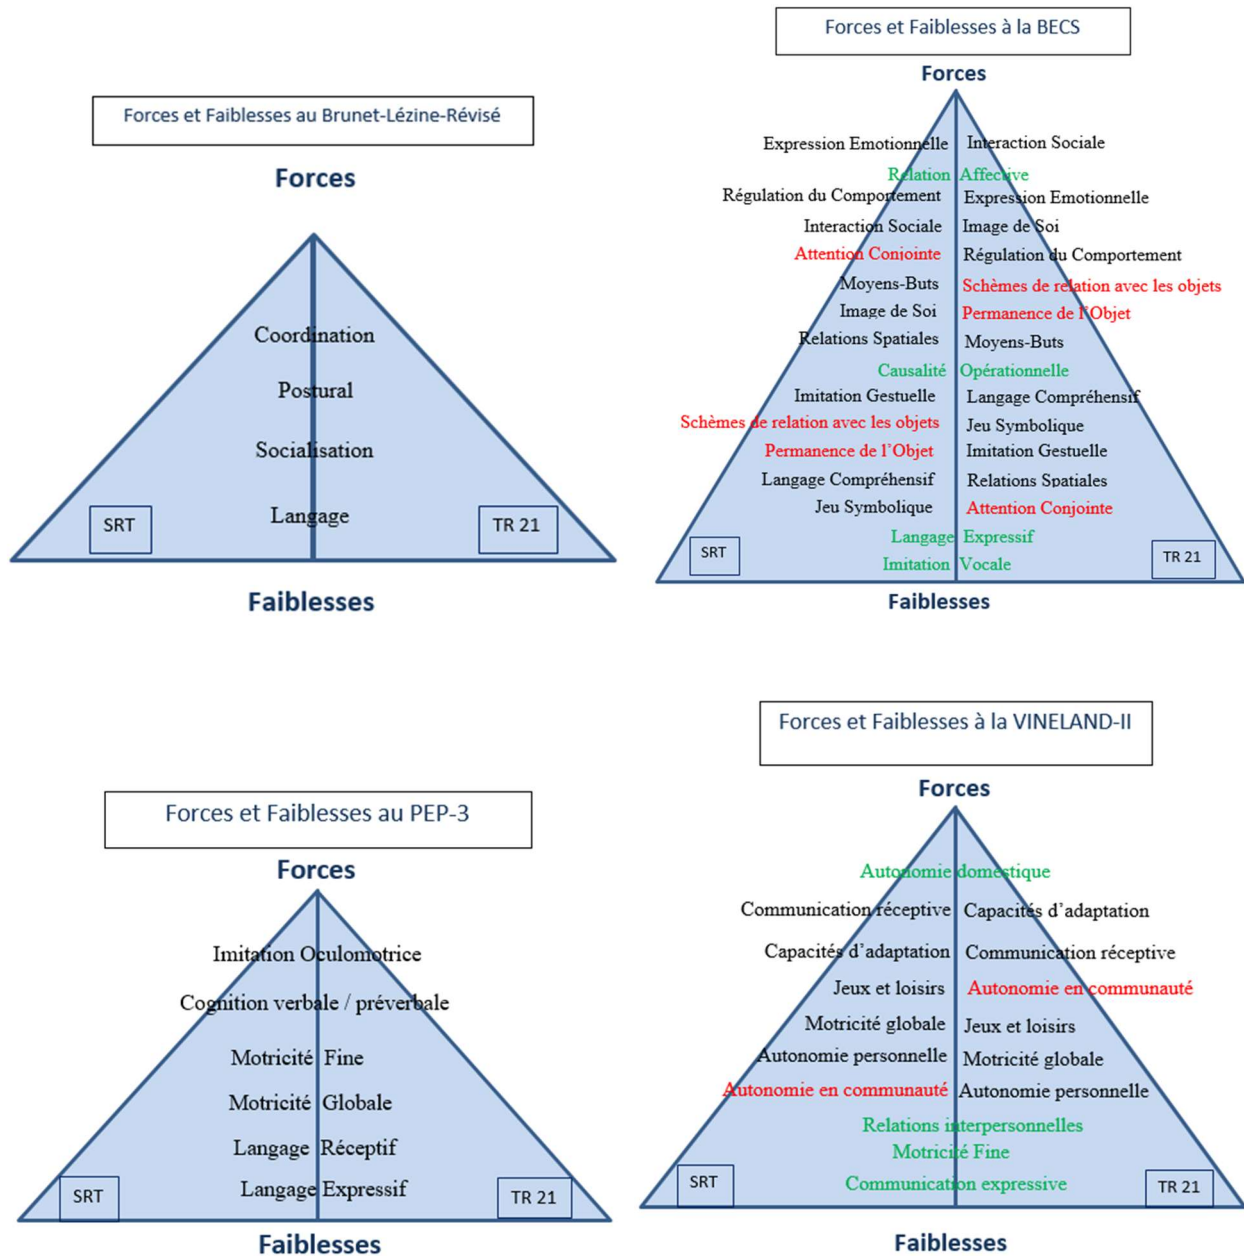 Forces et Faiblesses au Brunet-Lézine-Révisé
Forces
Coordination
Postural
Socialisation
Langage
SRT
TR 21
Faiblesses
Forces et Faiblesses à la BECS
Forces
Expression Emotionnelle Interaction Sociale
Relation Affective
Régulation du Comportement Expression Emotionnelle
Interaction Sociale Image de Soi
Attention Conjointe Régulation du Comportement
Moyens-Buts Schèmes de relation avec les objets
Image de Soi Permanence de l'Objet
Relations Spatiales Moyens-Buts
Causalité Opérationnelle
Imitation Gestuelle Langage Compréhensif
Schèmes de relation avec les objets Jeu Symbolique
Permanence de l'Objet Imitation Gestuelle
Langage Compréhensif Relations Spatiales
Jeu Symbolique Attention Conjointe
Langage Expressif
SRT
TR 21
Imitation Vocale
Faiblesses
Forces et Faiblesses au PEP-3
Forces
Imitation Oculomotrice
Cognition verbale / préverbale
Motricité Fine
Motricité Globale
Langage Réceptif
Langage Expressif
SRT
TR 21
Faiblesses
Forces et Faiblesses à la VINELAND-II
Forces
Autonomie domestique
Communication réceptive Capacités d'adaptation
Capacités d'adaptation Communication réceptive
Jeux et loisirs Autonomie en communauté
Motricité globale Jeux et loisirs
Autonomie personnelle Motricité globale
Autonomie en communauté Autonomie personnelle
Relations interpersonnelles
Motricité Fine
Communication expressive
SRT
TR 21
Faiblesses